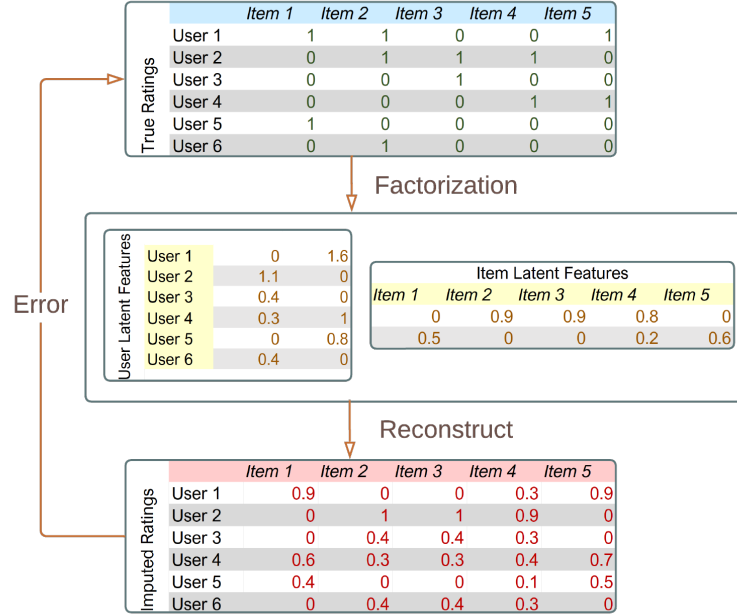 Item 1 Item 2 Item 3 Item 4 Item 5
True Ratings
User 1 1 1 0 0 1
User 2 0 1 1 1 0
User 3 0 0 1 0 0
User 4 0 0 0 1 1
User 5 1 0 0 0 0
User 6 0 1 0 0 0
Factorization
Error
User Latent Features
User 1 0 1.6
User 2 1.1 0
User 3 0.4 0
User 4 0.3 1
User 5 0 0.8
User 6 0.4 0
Item Latent Features
Item 1 Item 2 Item 3 Item 4 Item 5
0 0.9 0.9 0.8 0
0.5 0 0 0.2 0.6
Reconstruct
Item 1 Item 2 Item 3 Item 4 Item 5
Imputed Ratings
User 1 0.9 0 0 0.3 0.9
User 2 0 1 1 0.9 0
User 3 0 0.4 0.4 0.3 0
User 4 0.6 0.3 0.3 0.4 0.7
User 5 0.4 0 0 0.1 0.5
User 6 0 0.4 0.4 0.3 0